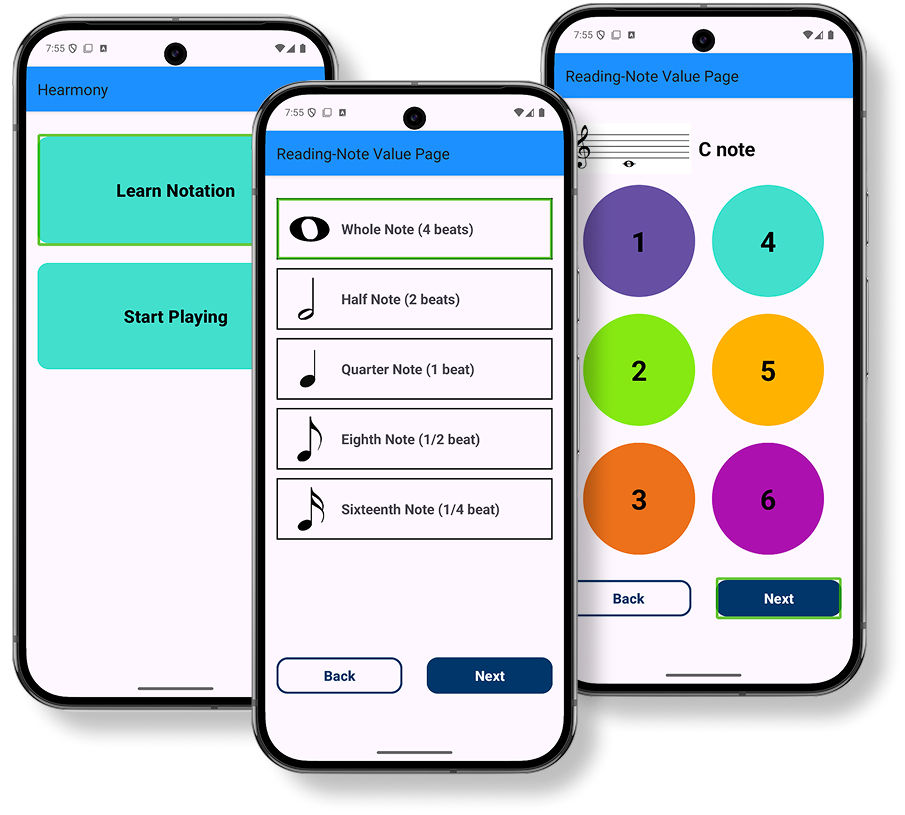 7:55
Hearmony
Learn Notation
Start Playing
7:55
Reading-Note Value Page
Whole Note (4 beats)
Half Note (2 beats)
Quarter Note (1 beat)
Eighth Note (1/2 beat)
Sixteenth Note (1/4 beat)
Back
Next
7:55
Reading-Note Value Page
C note
1
4
2
5
3
6
Back
Next